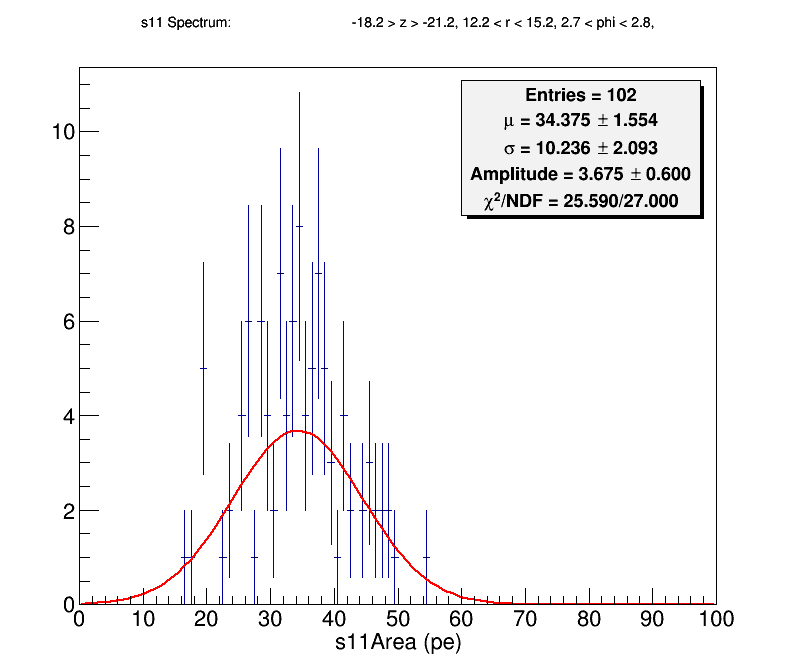 s11 Spectrum: -18.2 > z > -21.2, 12.2 < r < 15.2, 2.7 < phi < 2.8,
Entries = 102
μ = 34.375 ± 1.554
σ = 10.236 ± 2.093
Amplitude = 3.675 ± 0.600
χ²/NDF = 25.590/27.000
10
8
6
4
2
0
0 10 20 30 40 50 60 70 80 90 100
s11Area (pe)